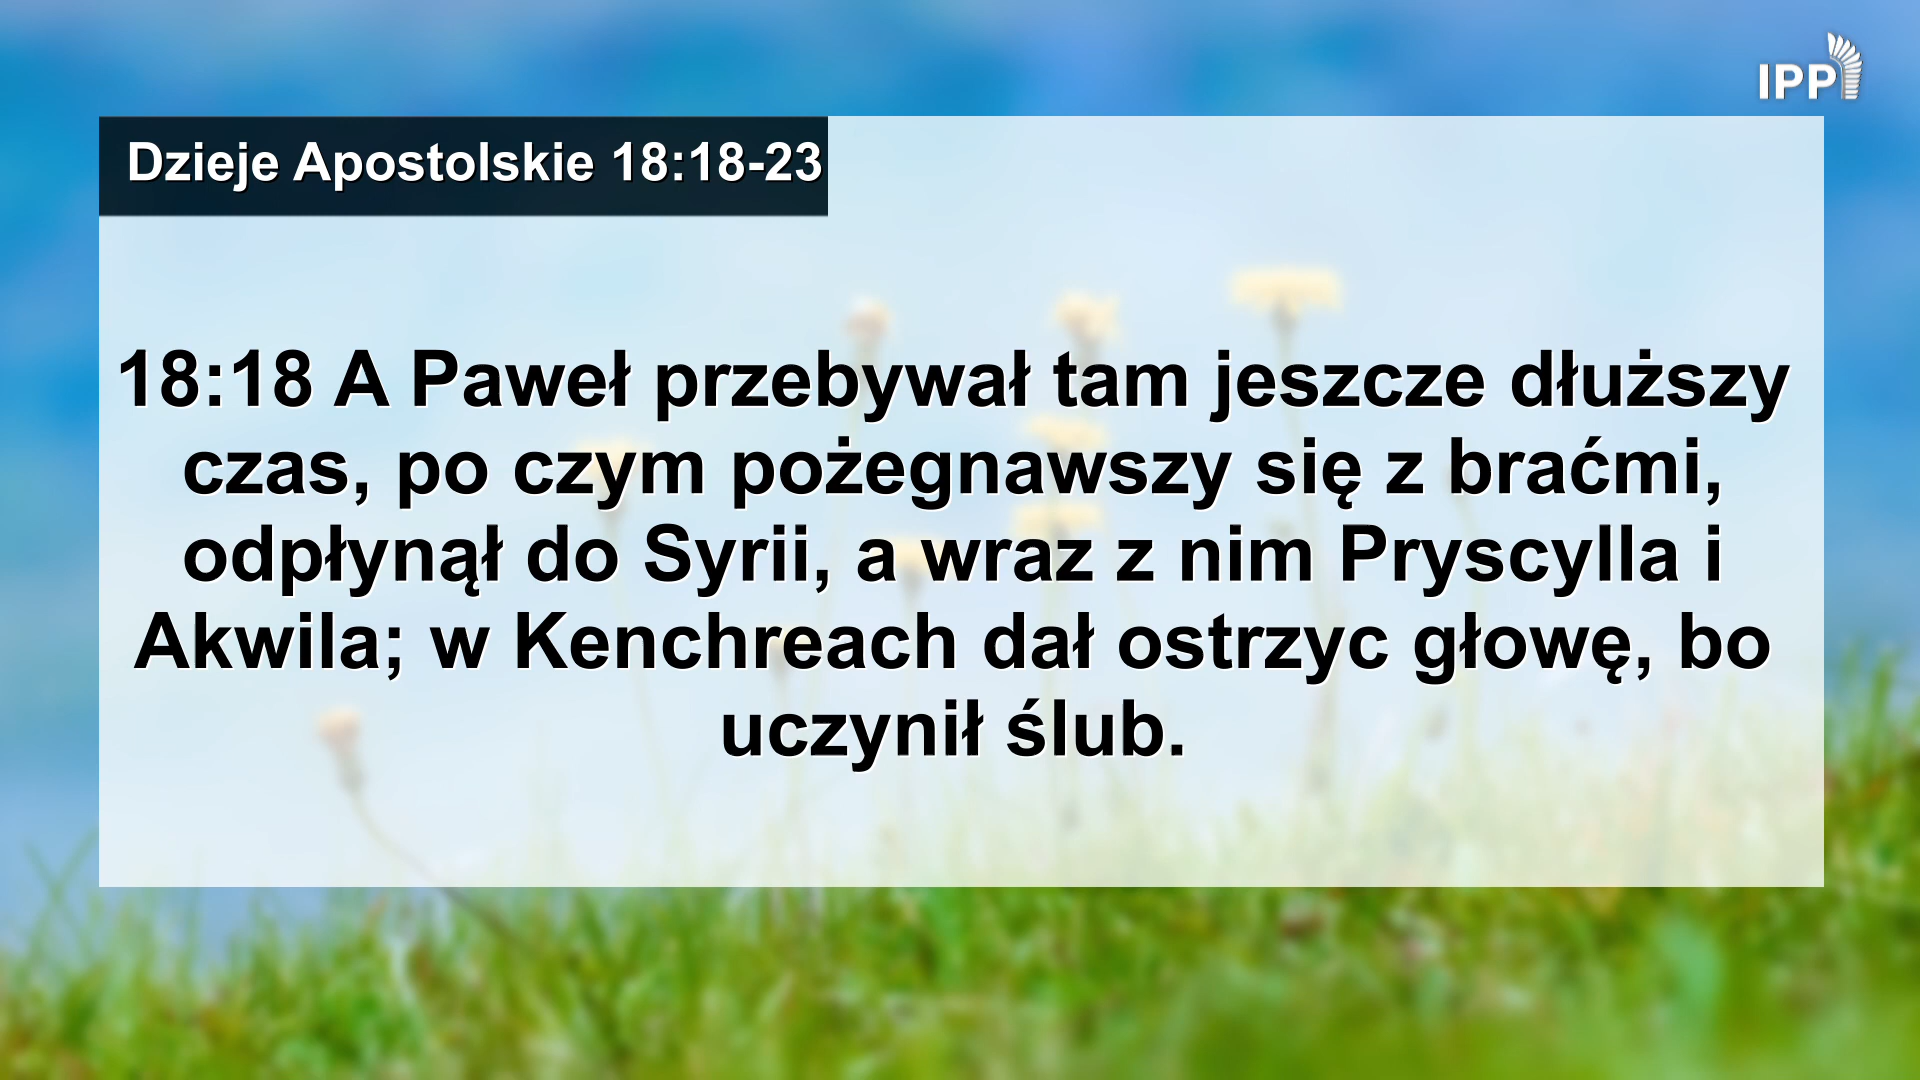 IPP
Dzieje Apostolskie 18:18-23
18:18 A Paweł przebywał tam jeszcze dłuższy
czas, po czym pożegnawszy się z braćmi,
odpłynął do Syrii, a wraz z nim Pryscylla i
Akwila; w Kenchreach dał ostrzyc głowę, bo
uczynił ślub.